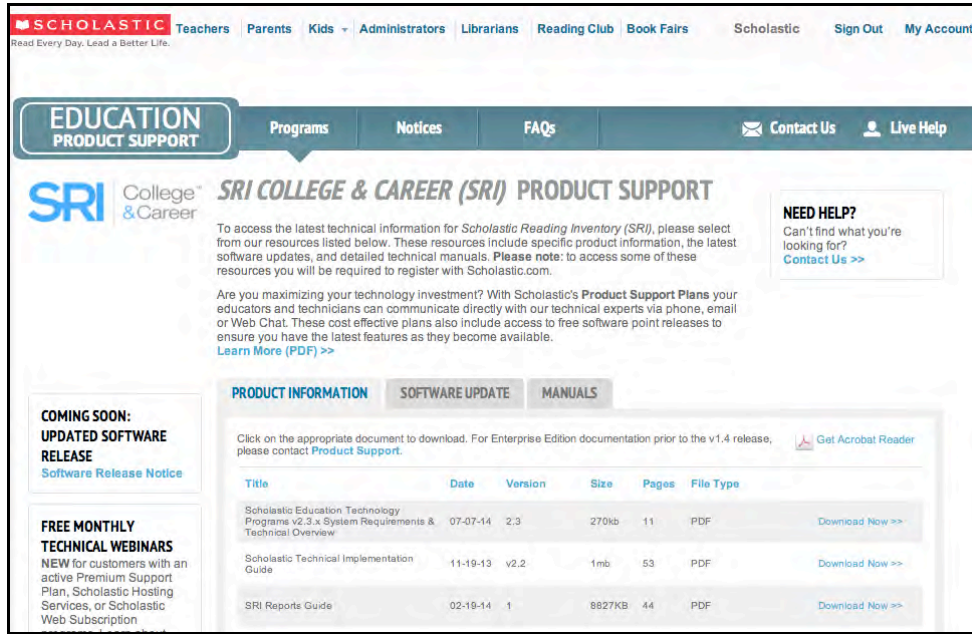 SCHOLASTIC
Read Every Day. Lead a Better Life.
Teachers Parents Kids Administrators Librarians Reading Club Book Fairs Scholastic Sign Out My Account
EDUCATION
PRODUCT SUPPORT
Programs Notices FAQs Contact Us Live Help
SRI College & Career
SRI COLLEGE & CAREER (SRI) PRODUCT SUPPORT
To access the latest technical information for Scholastic Reading Inventory (SRI), please select
from our resources listed below. These resources include specific product information, the latest
software updates, and detailed technical manuals. Please note: to access some of these
resources you will be required to register with Scholastic.com.
Are you maximizing your technology investment? With Scholastic's Product Support Plans your
educators and technicians can communicate directly with our technical experts via phone, email
or Web Chat. These cost effective plans also include access to free software point releases to
ensure you have the latest features as they become available.
Learn More (PDF) >>
NEED HELP?
Can't find what you're
looking for?
Contact Us >>
COMING SOON:
UPDATED SOFTWARE
RELEASE
Software Release Notice
FREE MONTHLY
TECHNICAL WEBINARS
NEW for customers with an
active Premium Support
Plan, Scholastic Hosting
Services, or Scholastic
Web Subscription
PRODUCT INFORMATION SOFTWARE UPDATE MANUALS
Click on the appropriate document to download. For Enterprise Edition documentation prior to the v1.4 release,
please contact Product Support.
Get Acrobat Reader
Title Date Version Size Pages File Type
Scholastic Education Technology
Programs v2.3.x System Requirements & 07-07-14 2.3 270kb 11 PDF Download Now >>
Technical Overview
Scholastic Technical Implementation
Guide 11-19-13 v2.2 1mb 53 PDF Download Now >>
SRI Reports Guide 02-19-14 1 8827KB 44 PDF Download Now >>